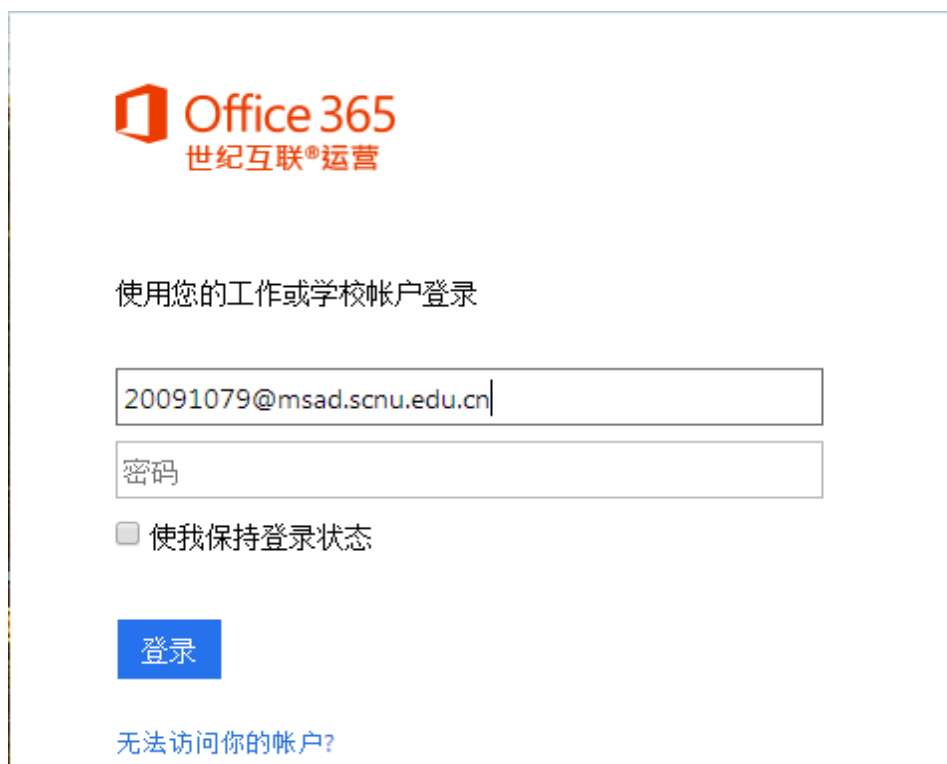 Office 365
世纪互联®运营
使用您的工作或学校帐户登录
20091079@msad.scnu.edu.cn
密码
使我保持登录状态
登录
无法访问你的帐户?